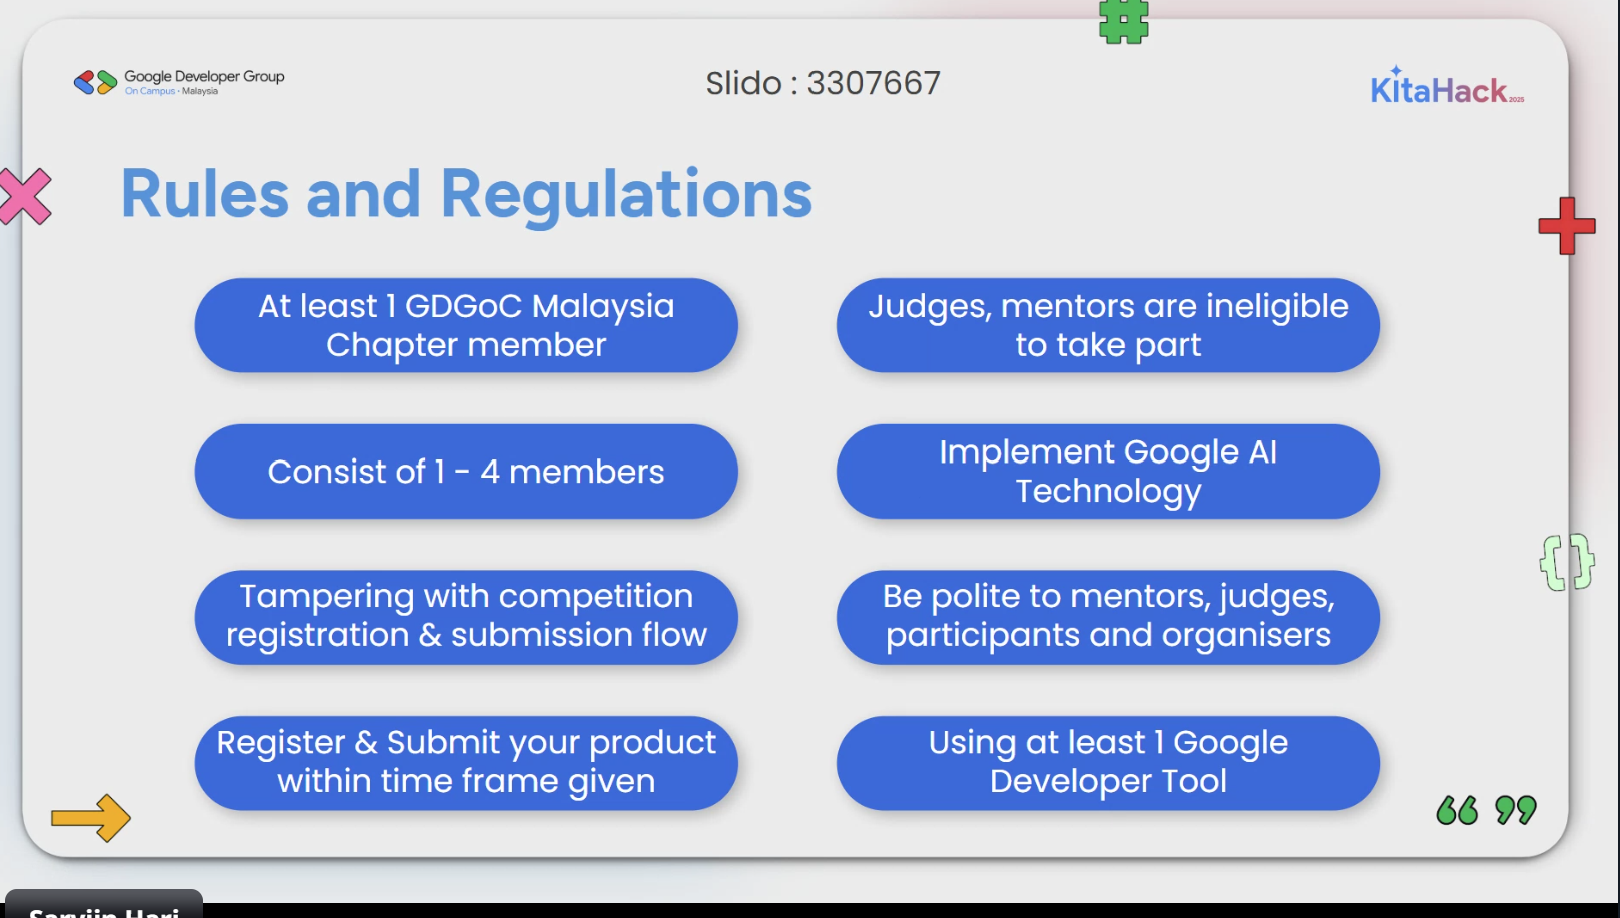 Google Developer Group
On Campus · Malaysia
Slido : 3307667
KitaHack 2025
Rules and Regulations
At least 1 GDGoC Malaysia
Chapter member
Judges, mentors are ineligible
to take part
Consist of 1 - 4 members
Implement Google AI
Technology
Tampering with competition
registration & submission flow
Be polite to mentors, judges,
participants and organisers
Register & Submit your product
within time frame given
Using at least 1 Google
Developer Tool
Sarvjin Hari